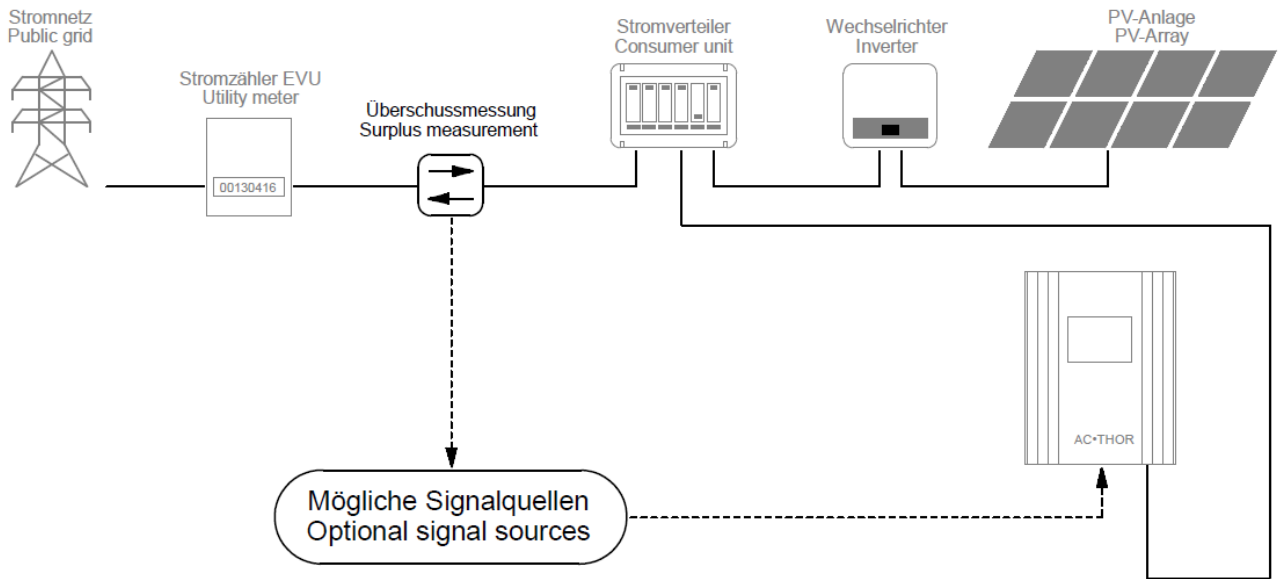 Stromnetz
Public grid
Stromzähler EVU
Utility meter
00130416
Überschussmessung
Surplus measurement
Stromverteiler
Consumer unit
Wechselrichter
Inverter
PV-Anlage
PV-Array
AC•THOR
Mögliche Signalquellen
Optional signal sources